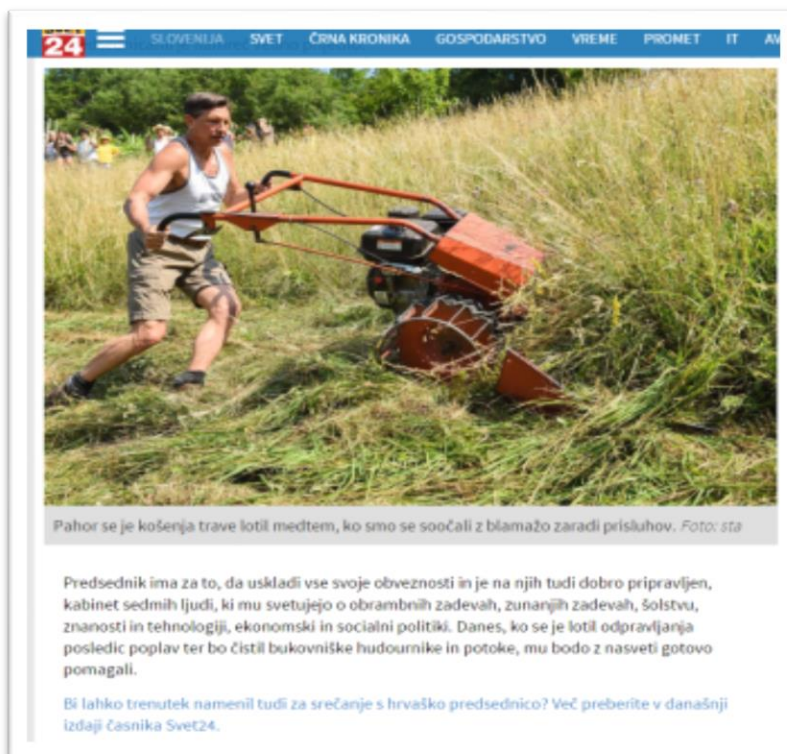 24
SLOVENIJA SVET ČRNA KRONIKA GOSPODARSTVO VREME PROMET IT
Pahor se je košenja trave lotil medtem, ko smo se soočali z blamažo zaradi prisluhov. Foto: sta
Predsednik ima za to, da uskladi vse svoje obveznosti in je na njih tudi dobro pripravljen,
kabinet sedmih ljudi, ki mu svetujejo o obrambnih zadevah, zunanjih zadevah, šolstvu,
znanosti in tehnologiji, ekonomski in socialni politiki. Danes, ko se je lotil odpravljanja
posledic poplav ter bo čistil bukovniške hudournike in potoke, mu bodo z nasveti gotovo
pomagali.
Bi lahko trenutek namenil tudi za srečanje s hrvaško predsednico? Več preberite v današnji
izdaji časnika Svet24.